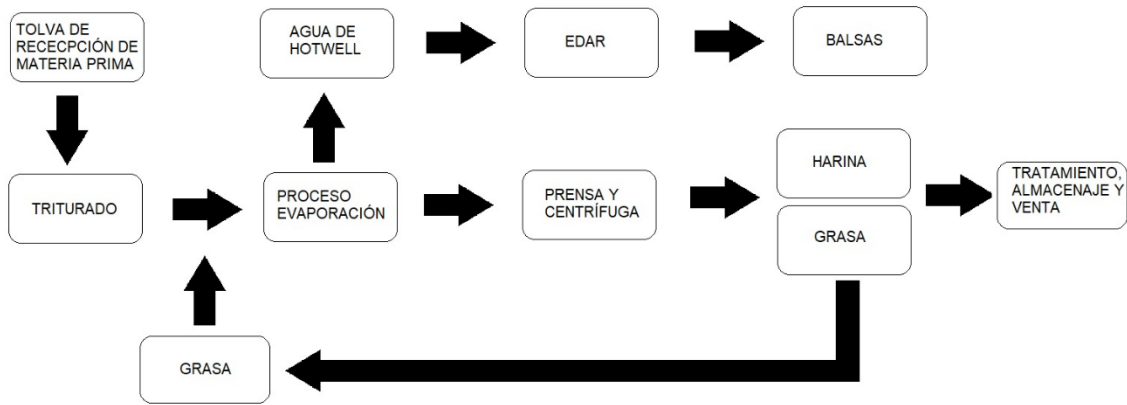 TOLVA DE
RECECPCIÓN DE
MATERIA PRIMA
AGUA DE
HOTWELL
EDAR
BALSAS
TRITURADO
PROCESO
EVAPORACIÓN
PRENSA Y
CENTRÍFUGA
HARINA
GRASA
TRATAMIENTO,
ALMACENAJE Y
VENTA
GRASA